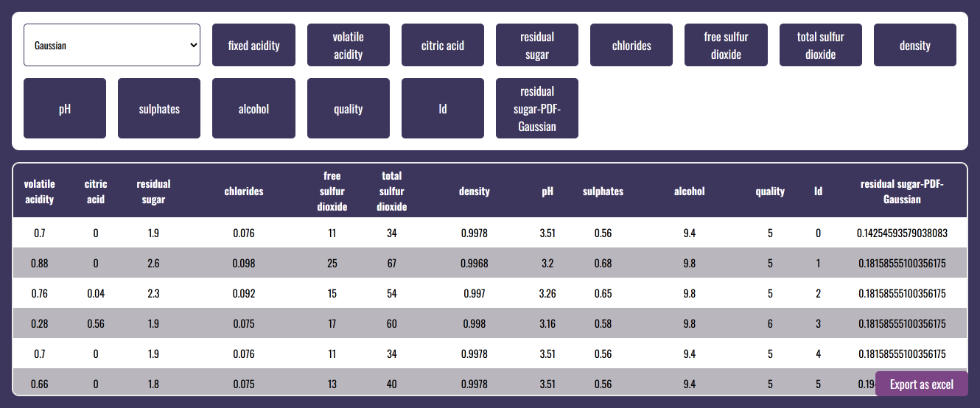 Gaussian fixed acidity volatile acidity citric acid residual sugar chlorides free sulfur dioxide total sulfur dioxide density
pH sulphates alcohol quality Id residual sugar-PDF-Gaussian
volatile acidity citric acid residual sugar chlorides free sulfur dioxide total sulfur dioxide density pH sulphates alcohol quality Id residual sugar-PDF-Gaussian
0.7 0 1.9 0.076 11 34 0.9978 3.51 0.56 9.4 5 0 0.14254593579038083
0.88 0 2.6 0.098 25 67 0.9968 3.2 0.68 9.8 5 1 0.18158555100356175
0.76 0.04 2.3 0.092 15 54 0.997 3.26 0.65 9.8 5 2 0.18158555100356175
0.28 0.56 1.9 0.075 17 60 0.998 3.16 0.58 9.8 6 3 0.18158555100356175
0.7 0 1.9 0.076 11 34 0.9978 3.51 0.56 9.4 5 4 0.18158555100356175
0.66 0 1.8 0.075 13 40 0.9978 3.51 0.56 9.4 5 5
Export as excel